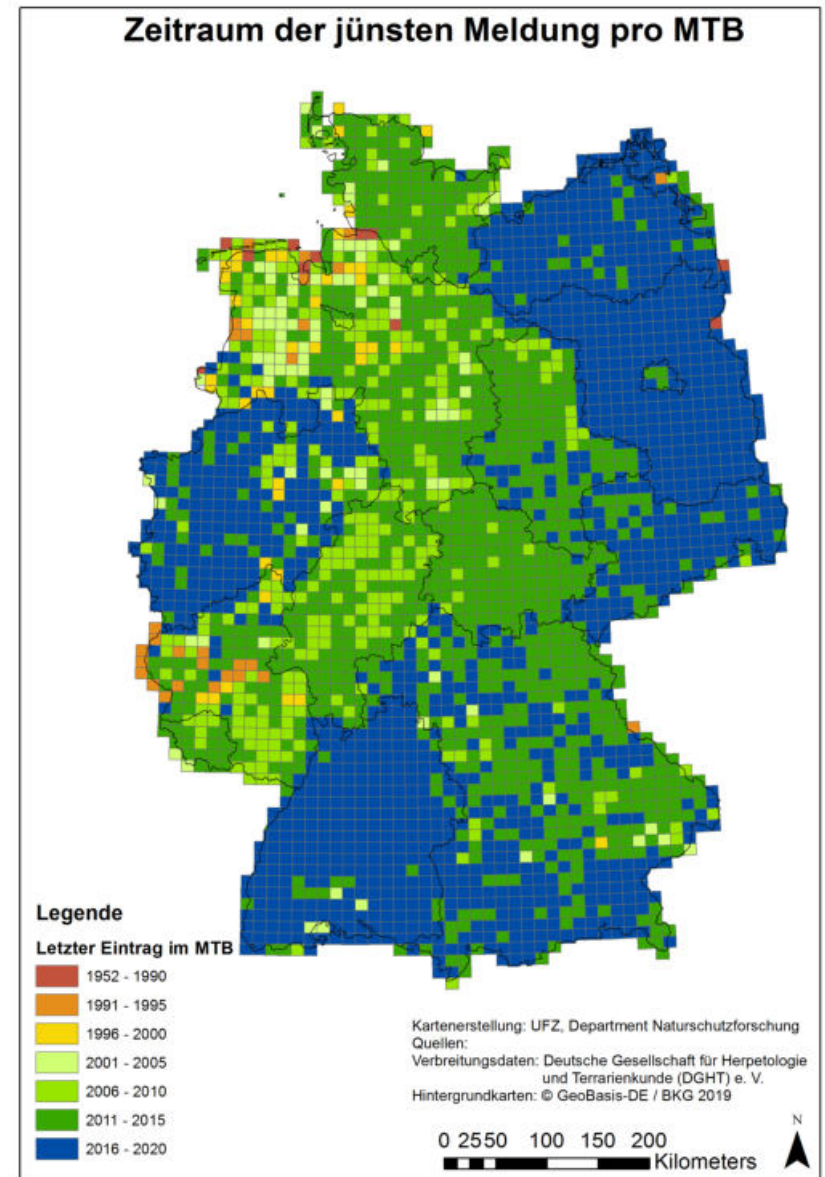 Zeitraum der jünsten Meldung pro MTB
Legende
Letzter Eintrag im MTB
1952 - 1990
1991 - 1995
1996 - 2000
2001 - 2005
2006 - 2010
2011 - 2015
2016 - 2020
Kartenerstellung: UFZ, Department Naturschutzforschung
Quellen:
Verbreitungsdaten: Deutsche Gesellschaft für Herpetologie
und Terrarienkunde (DGHT) e. V.
Hintergrundkarten: © GeoBasis-DE / BKG 2019
N
0 25 50 100 150 200
Kilometers